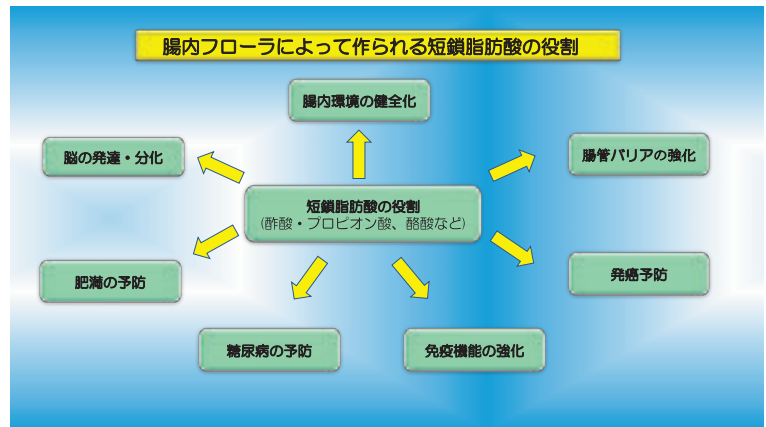 腸内フローラによって作られる短鎖脂肪酸の役割
腸内環境の健全化
脳の発達・分化
腸管バリアの強化
短鎖脂肪酸の役割
(酢酸・プロピオン酸、酪酸など)
肥満の予防
発癌予防
糖尿病の予防
免疫機能の強化